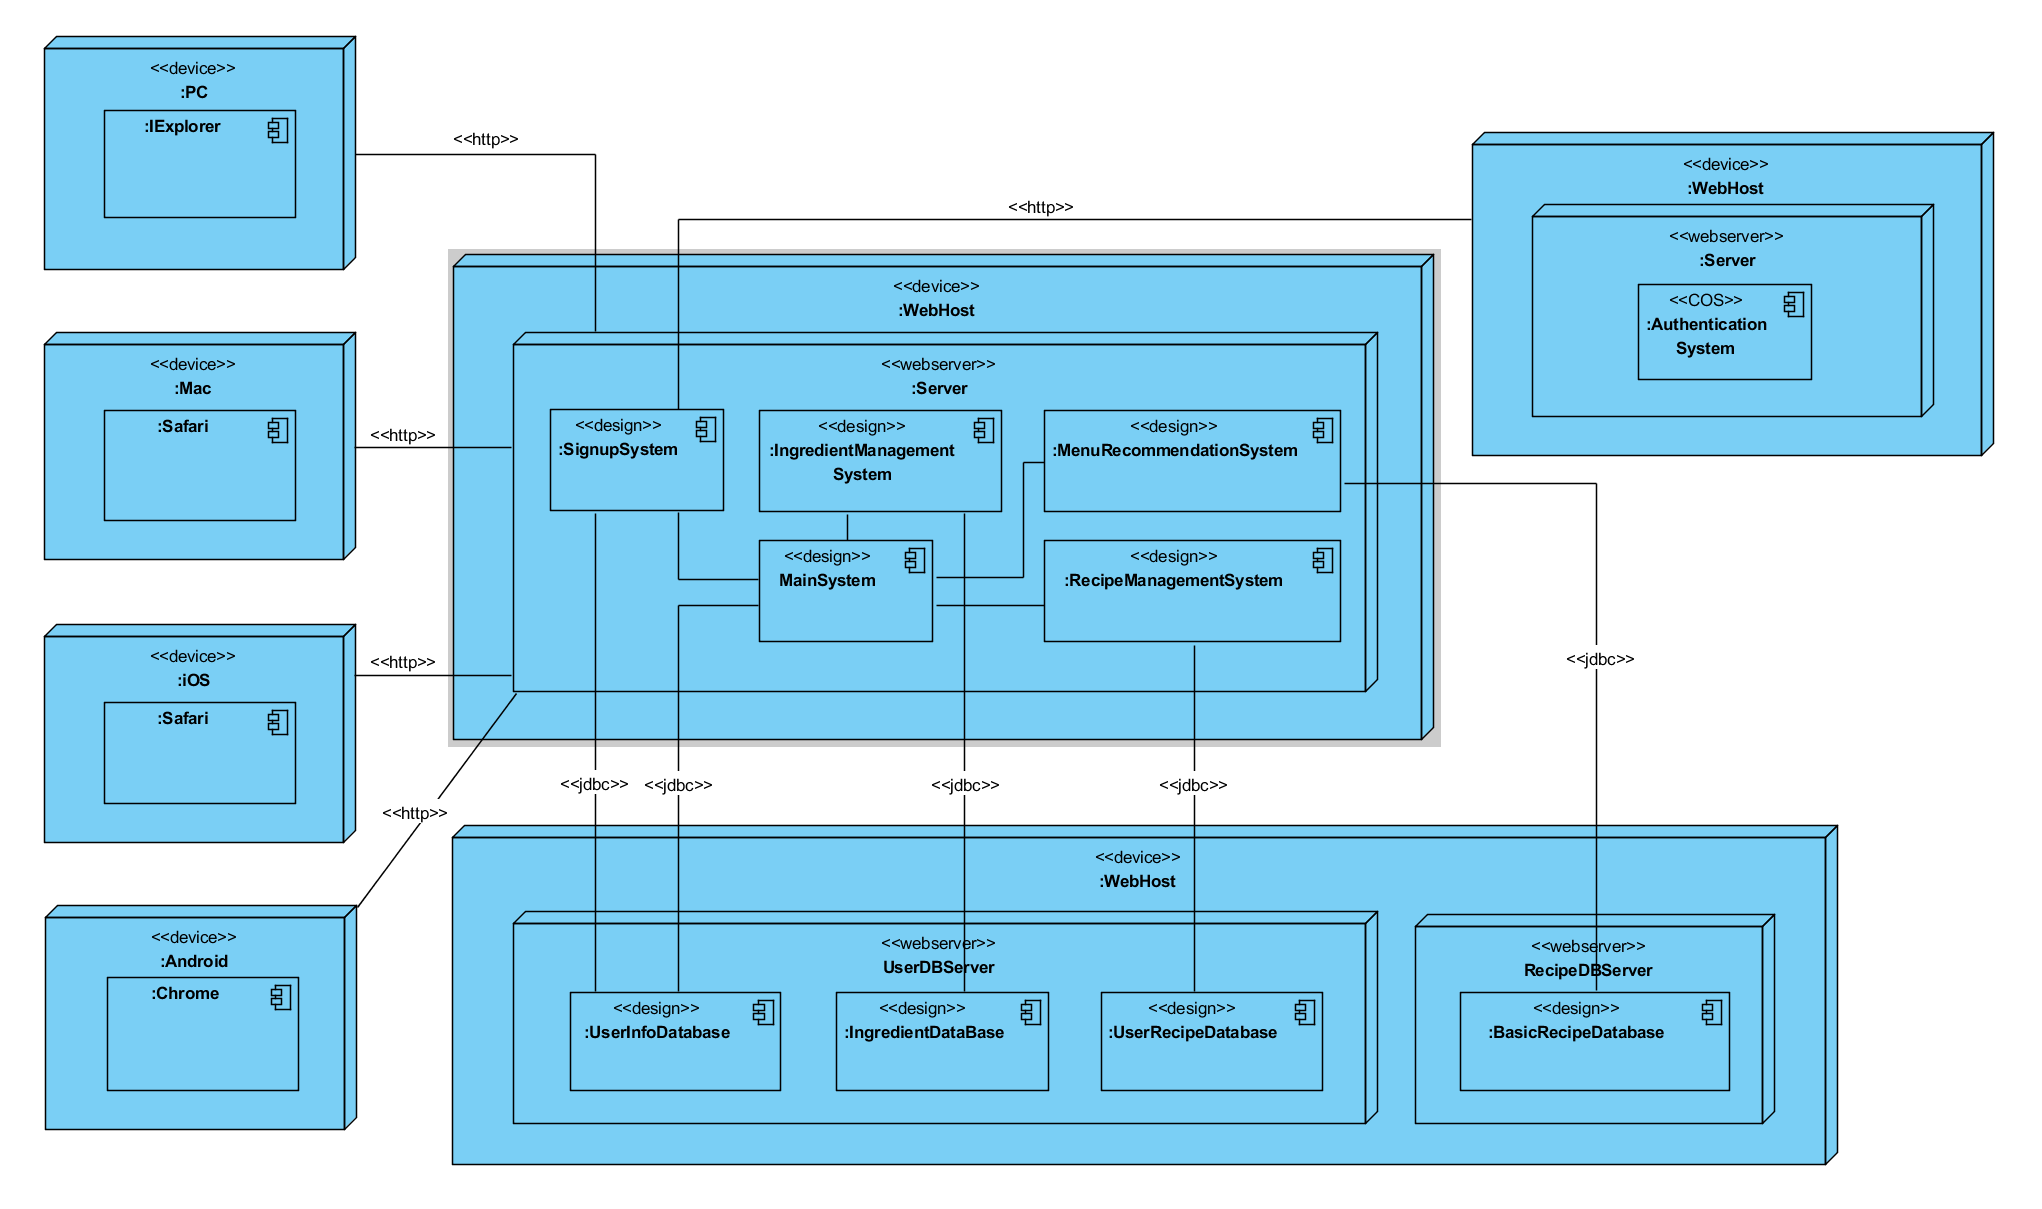 <<device>>
:PC
:IExplorer
<<http>>
<<device>>
:Mac
:Safari
<<http>>
<<device>>
:iOS
:Safari
<<http>>
<<device>>
:Android
:Chrome
<<http>>
<<http>>
<<device>>
:WebHost
<<webserver>>
:Server
<<COS>>
:Authentication
System
<<device>>
:WebHost
<<webserver>>
:Server
<<design>>
:SignupSystem
<<design>>
:IngredientManagement
System
<<design>>
:MenuRecommendationSystem
<<design>>
MainSystem
<<design>>
:RecipeManagementSystem
<<jdbc>>
<<jdbc>>
<<jdbc>>
<<jdbc>>
<<jdbc>>
<<device>>
:WebHost
<<webserver>>
UserDBServer
<<design>>
:UserInfoDatabase
<<design>>
:IngredientDataBase
<<design>>
:UserRecipeDatabase
<<webserver>>
RecipeDBServer
<<design>>
:BasicRecipeDatabase